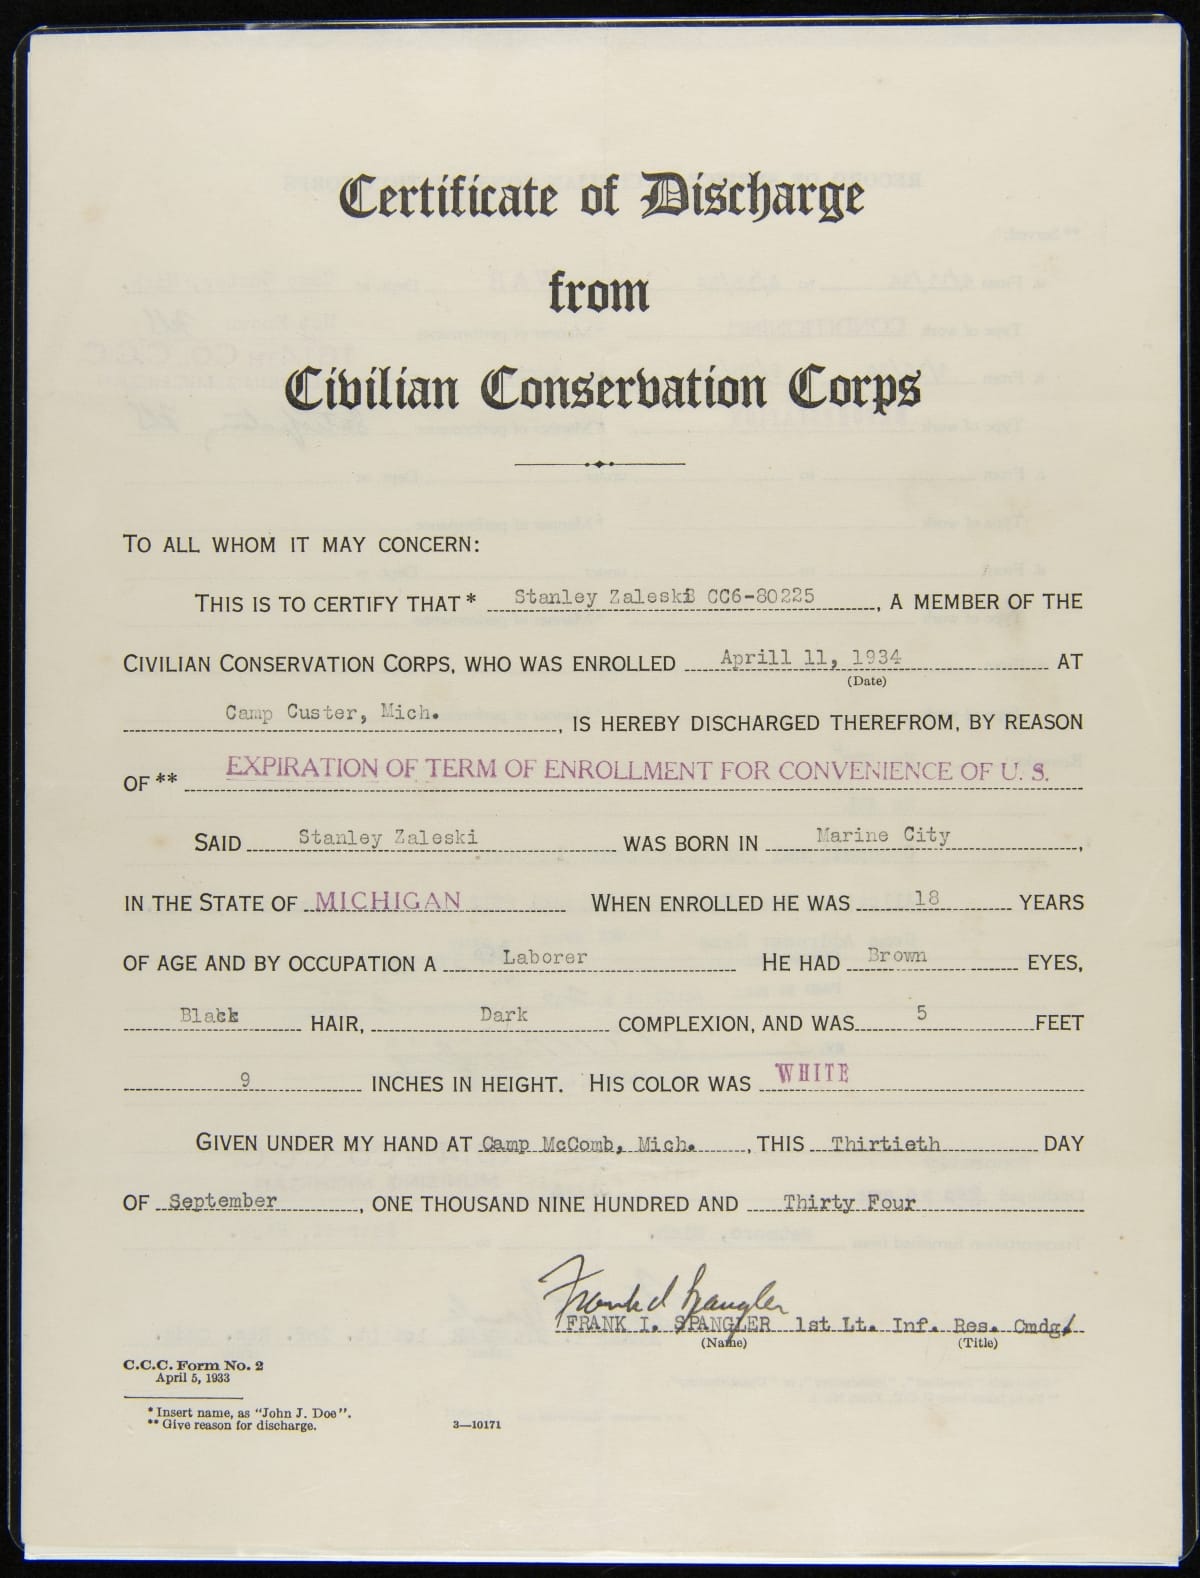 Certificate of Discharge
from
Civilian Conservation Corps
TO ALL WHOM IT MAY CONCERN:
THIS IS TO CERTIFY THAT * Stanley Zaleski CC6-80225, A MEMBER OF THE
CIVILIAN CONSERVATION CORPS, WHO WAS ENROLLED Aprill 11, 1934 AT
(Date)
Camp Custer, Mich., IS HEREBY DISCHARGED THEREFROM, BY REASON
OF ** EXPIRATION OF TERM OF ENROLLMENT FOR CONVENIENCE OF U. S.
SAID Stanley Zaleski WAS BORN IN Marine City,
IN THE STATE OF MICHIGAN WHEN ENROLLED HE WAS 18 YEARS
OF AGE AND BY OCCUPATION A Laborer HE HAD Brown EYES,
Black HAIR, Dark COMPLEXION, AND WAS 5 FEET
9 INCHES IN HEIGHT. HIS COLOR WAS WHITE
GIVEN UNDER MY HAND AT Camp McComb, Mich., THIS Thirtieth DAY
OF September, ONE THOUSAND NINE HUNDRED AND Thirty Four
Frank I Spangler
FRANK I. SPANGLER 1st Lt. Inf. Res. Cmdg.
(Name) (Title)
C.C.C. Form No. 2
April 5, 1933
* Insert name, as "John J. Doe".
** Give reason for discharge.
3—10171